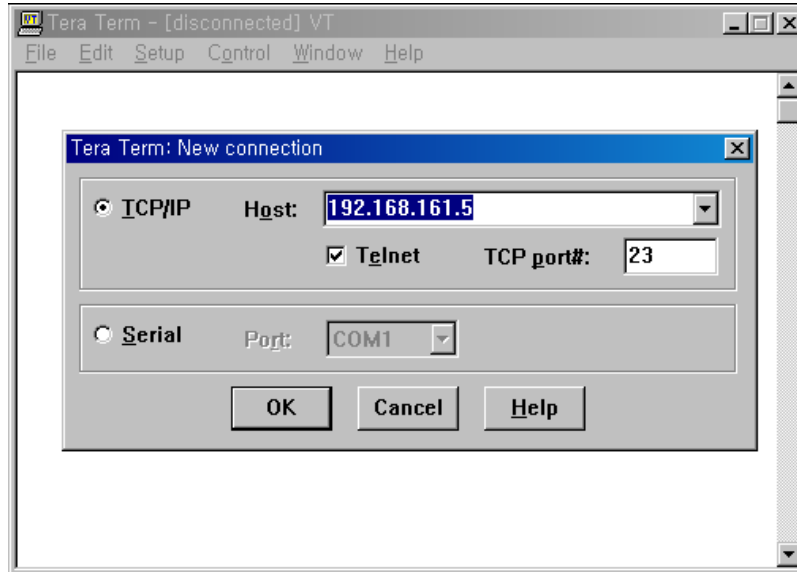 VT
Tera Term - [disconnected] VT
File Edit Setup Control Window Help
Tera Term: New connection
TCP/IP Host: 192.168.161.5
Telnet TCP port#: 23
Serial Port: COM1
OK Cancel Help